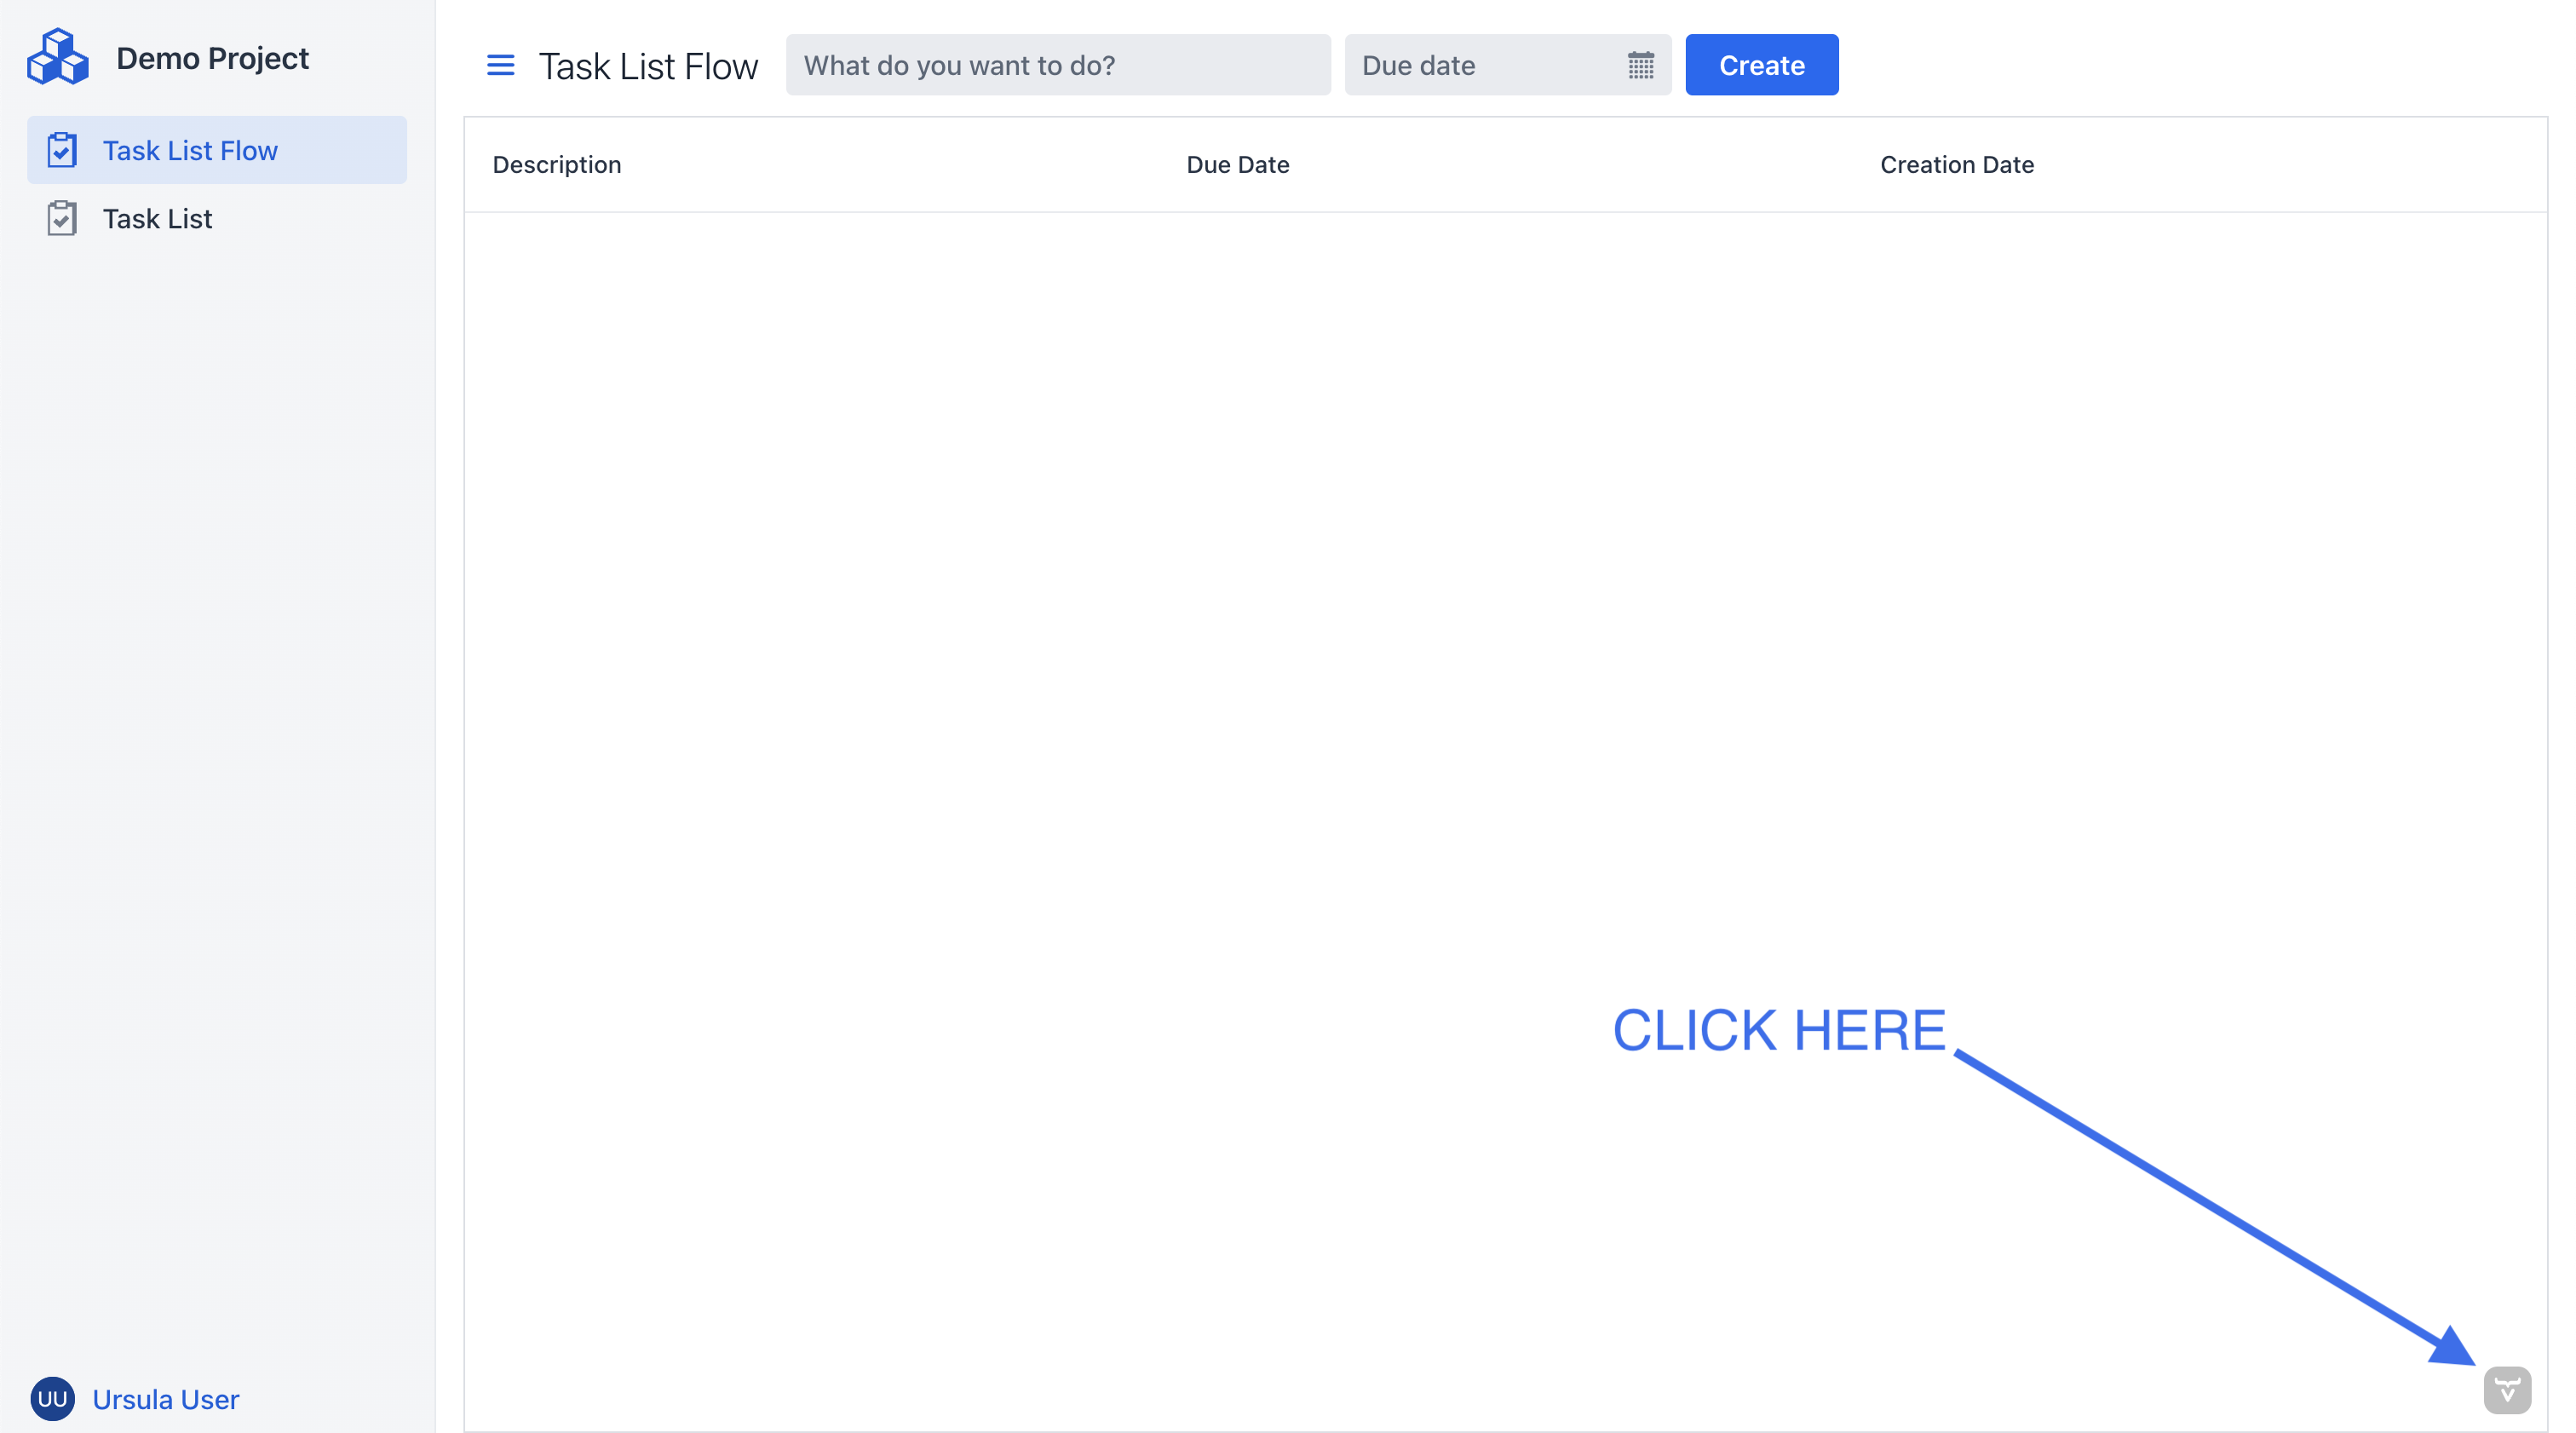 Demo Project
Task List Flow
Task List
Task List Flow
What do you want to do?
Due date
Create
Description
Due Date
Creation Date
CLICK HERE
UU
Ursula User